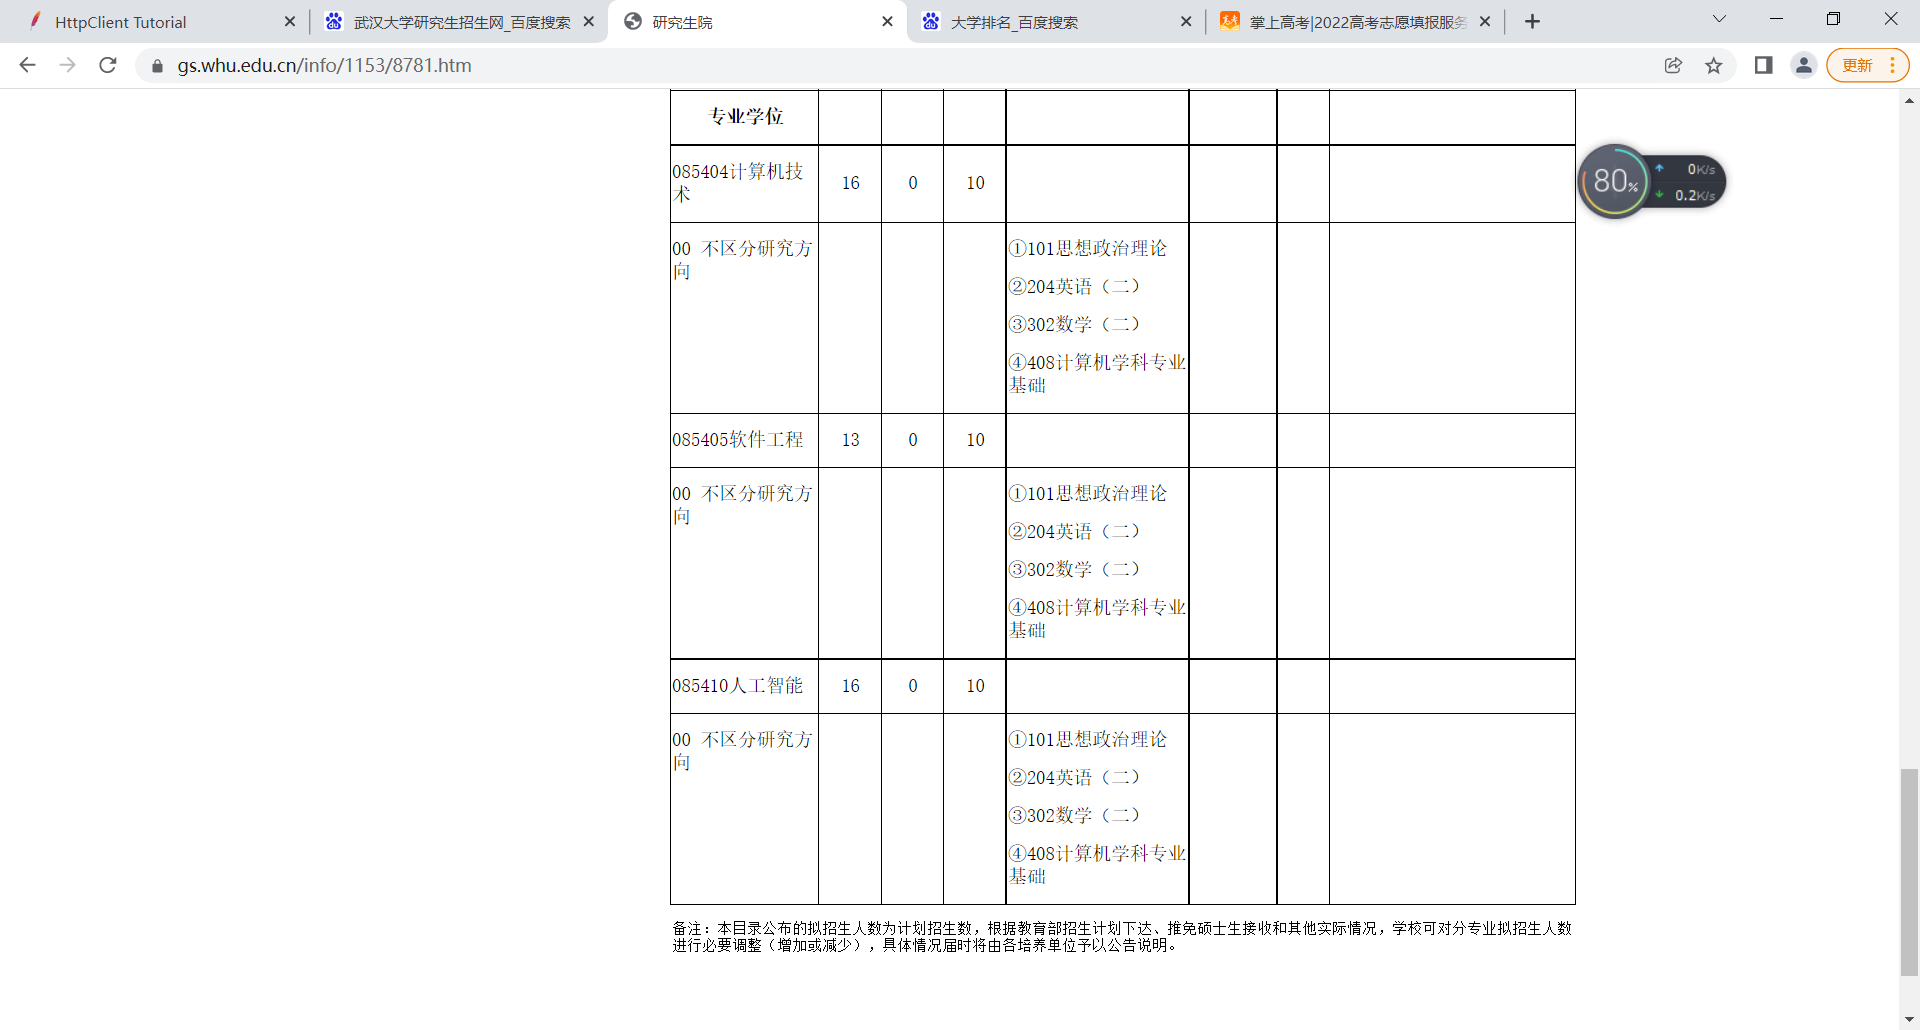 HttpClient Tutorial
武汉大学研究生招生网_百度搜索
研究生院
大学排名_百度搜索
掌上高考|2022高考志愿填报服务
gs.whu.edu.cn/info/1153/8781.htm
更新
专业学位
085404计算机技
术
16
0
10
00 不区分研究方
向
①101思想政治理论
②204英语（二）
③302数学（二）
④408计算机学科专业
基础
085405软件工程
13
0
10
00 不区分研究方
向
①101思想政治理论
②204英语（二）
③302数学（二）
④408计算机学科专业
基础
085410人工智能
16
0
10
00 不区分研究方
向
①101思想政治理论
②204英语（二）
③302数学（二）
④408计算机学科专业
基础
备注：本目录公布的拟招生人数为计划招生数，根据教育部招生计划下达、推免硕士生接收和其他实际情况，学校可对分专业拟招生人数
进行必要调整（增加或减少），具体情况届时将由各培养单位予以公告说明。
80%
0K/s
0.2K/s